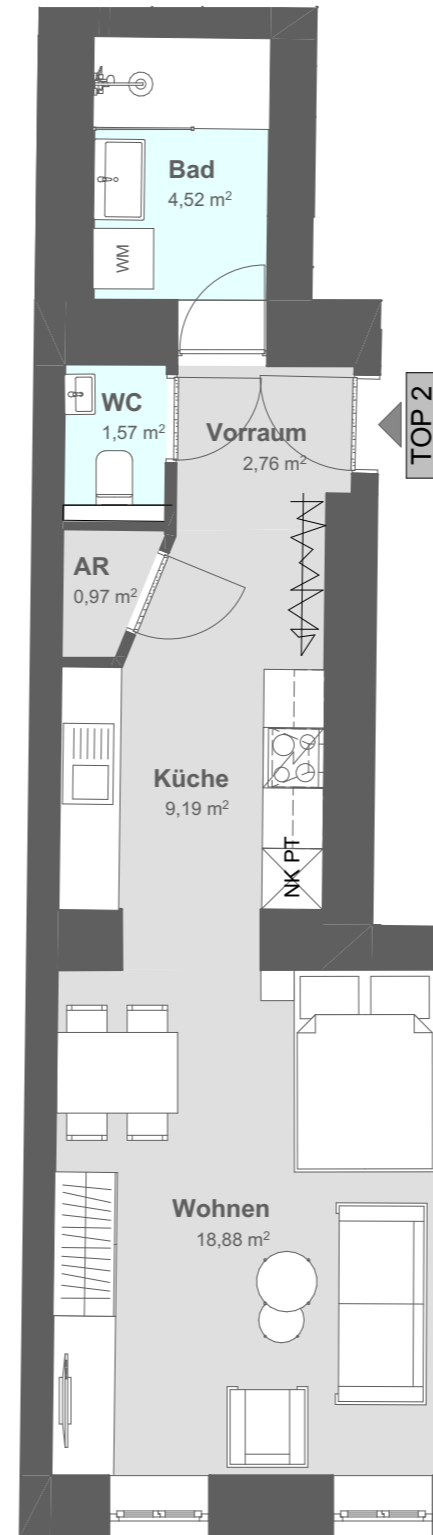 Bad
4,52 m²
WM
WC
1,57 m²
Vorraum
2,76 m²
TOP 2
AR
0,97 m²
Küche
9,19 m²
NK PT
Wohnen
18,88 m²